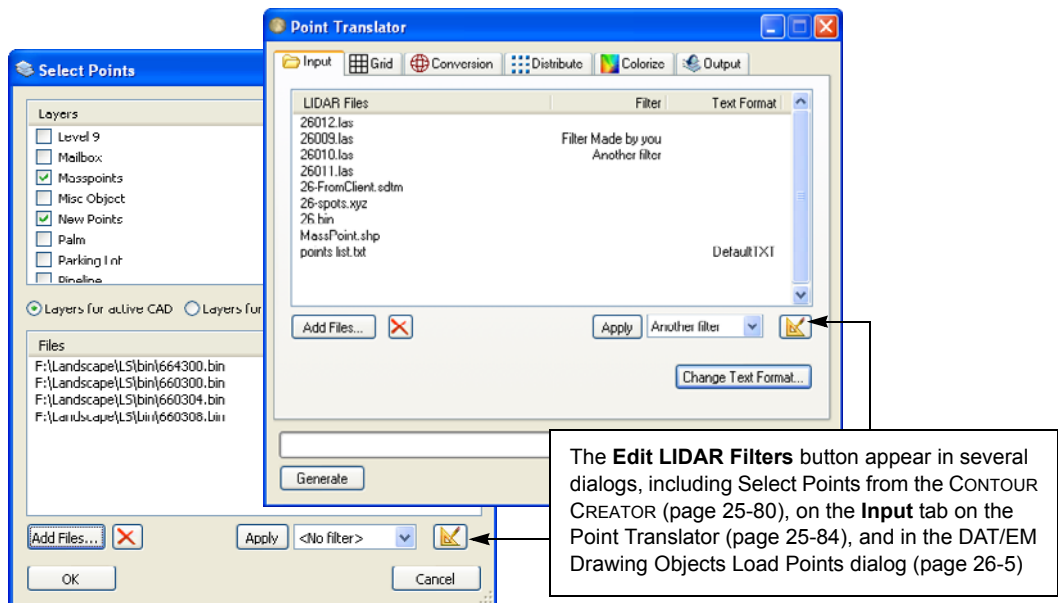 Point Translator
Input Grid Conversion Distribute Colorize Output
LIDAR Files Filter Text Format
26012.las
26009.las Filter Made by you
26010.las Another filter
26011.las
26-FromClient.sdtm
26-spots.xyz
26.bin
MassPoint.shp
points list.txt DefaultTXT
Add Files... Apply Another filter
Change Text Format...
Generate
Select Points
Layers
Level 9
Mailbox
Masspoints
Misc Object
New Points
Palm
Parking Lot
Pipeline
Layers for active CAD Layers for
Files
F:\Landscape\LS\bin\664300.bin
F:\Landscape\LS\bin\660300.bin
F:\Landscape\LS\bin\660304.bin
F:\Landscape\LS\bin\660308.bin
Add Files... Apply <No filter>
OK Cancel
The Edit LIDAR Filters button appear in several
dialogs, including Select Points from the CONTOUR
CREATOR (page 25-80), on the Input tab on the
Point Translator (page 25-84), and in the DAT/EM
Drawing Objects Load Points dialog (page 26-5)